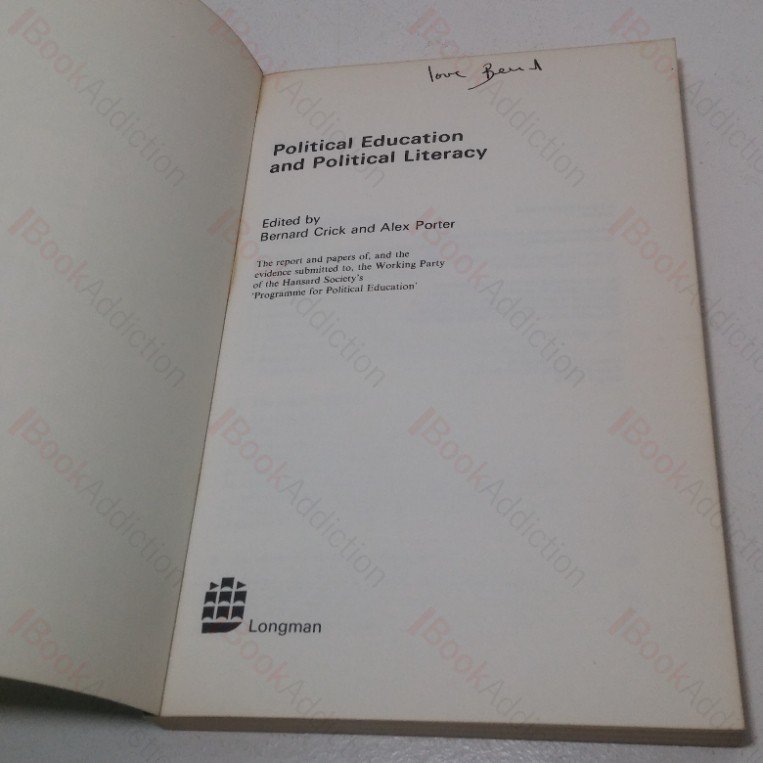 love
Political Education
and Political Literacy
Edited by
Bernard Crick and Alex Porter
The report and papers of, and the
evidence submitted to, the Working Party
of the Hansard Society's
'Programme for Political Education'
Longman
BookAddiction